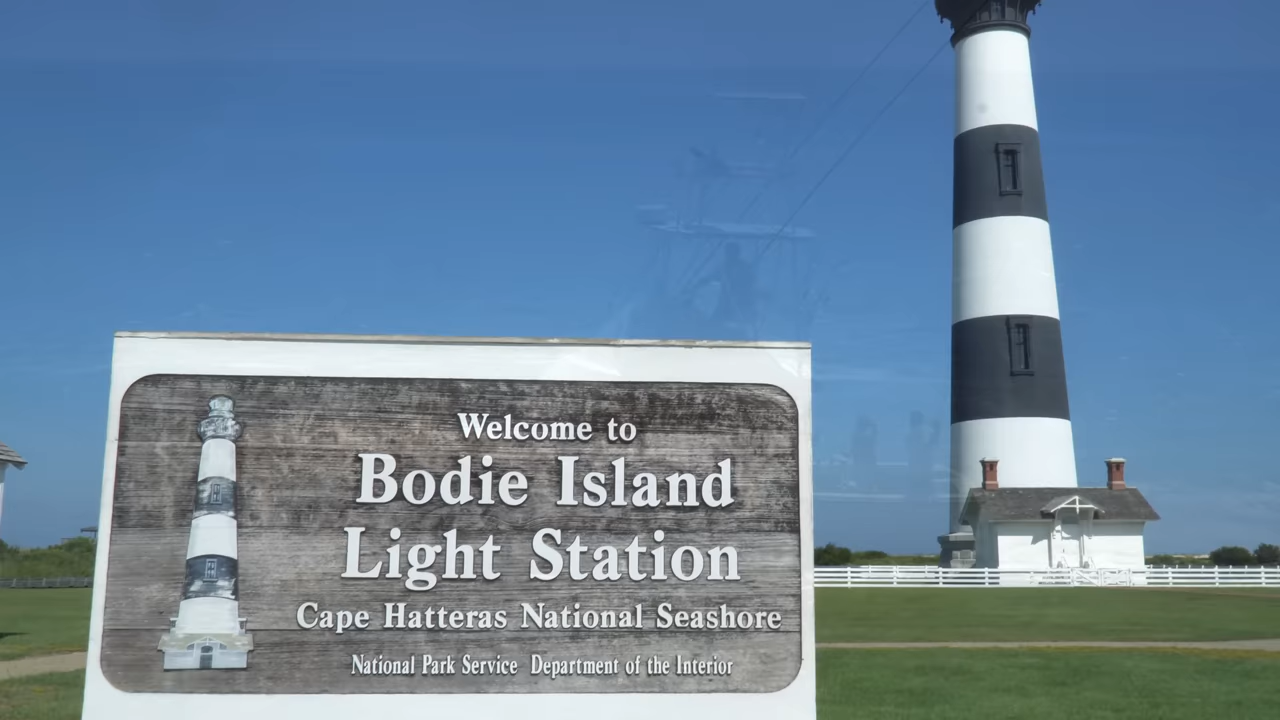 Welcome to
Bodie Island
Light Station
Cape Hatteras National Seashore
National Park Service Department of the Interior